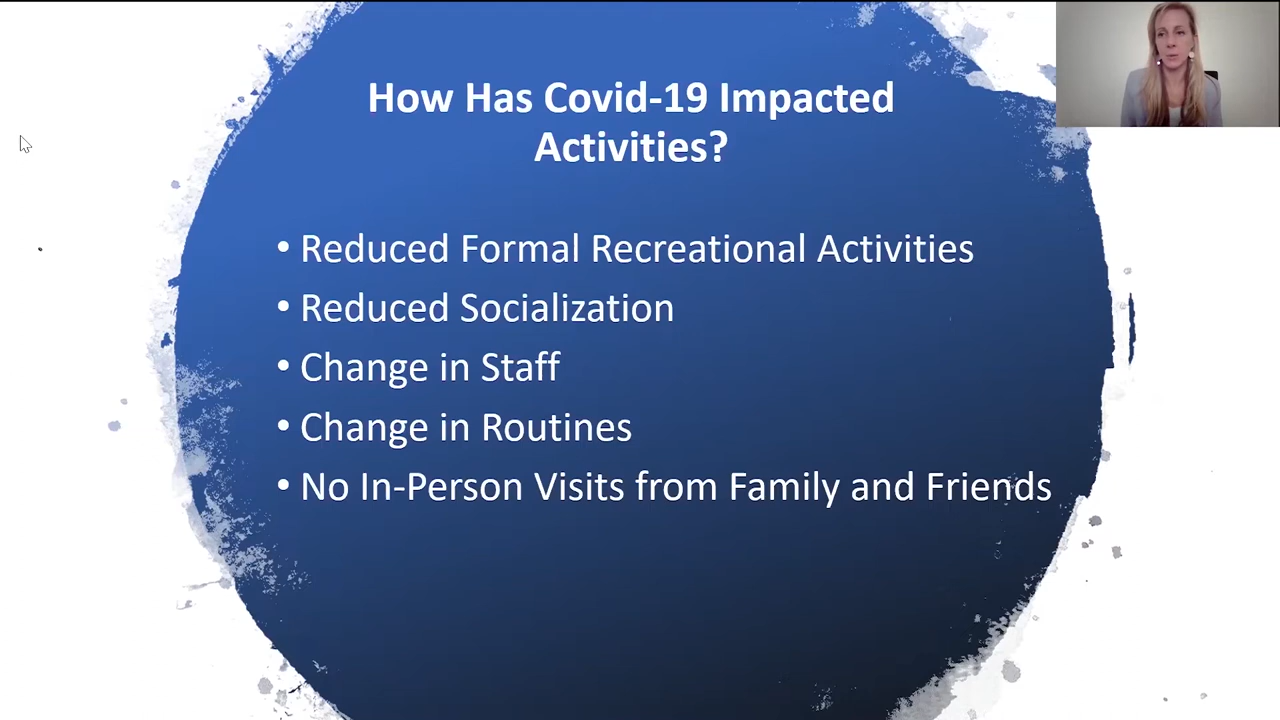 How Has Covid-19 Impacted
Activities?
• Reduced Formal Recreational Activities
• Reduced Socialization
• Change in Staff
• Change in Routines
• No In-Person Visits from Family and Friends